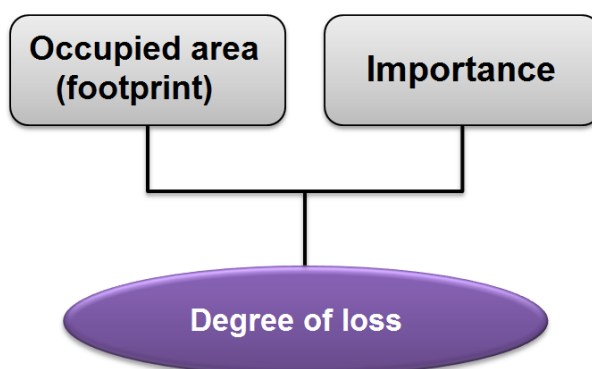 Occupied area
(footprint)
Importance
Degree of loss